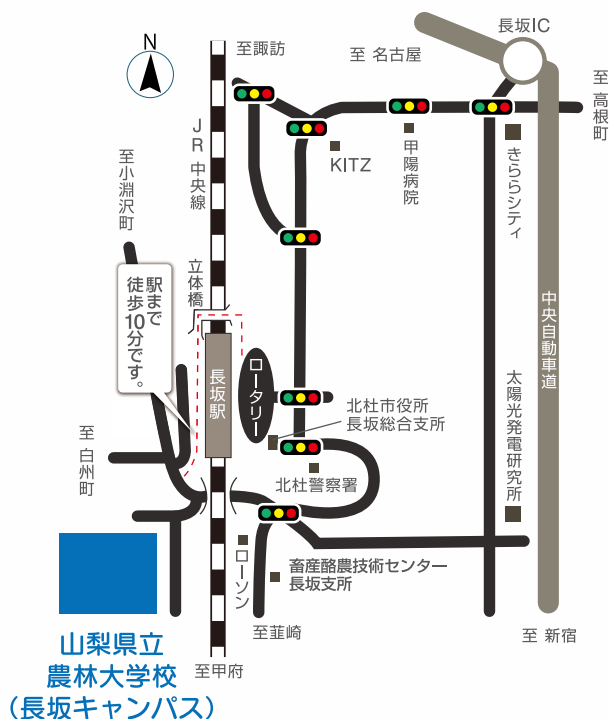 長坂IC
N
至諏訪
至 名古屋
至 高根町
JR 中央線
KITZ
甲陽病院
きららシティ
至小淵沢町
立体橋
駅まで
徒歩10分です。
中央自動車道
長坂駅
ロータリー
太陽光発電研究所
北杜市役所
長坂総合支所
至 白州町
北杜警察署
ローソン
畜産酪農技術センター
長坂支所
至韮崎
至 新宿
至甲府
山梨県立
農林大学校
（長坂キャンパス）